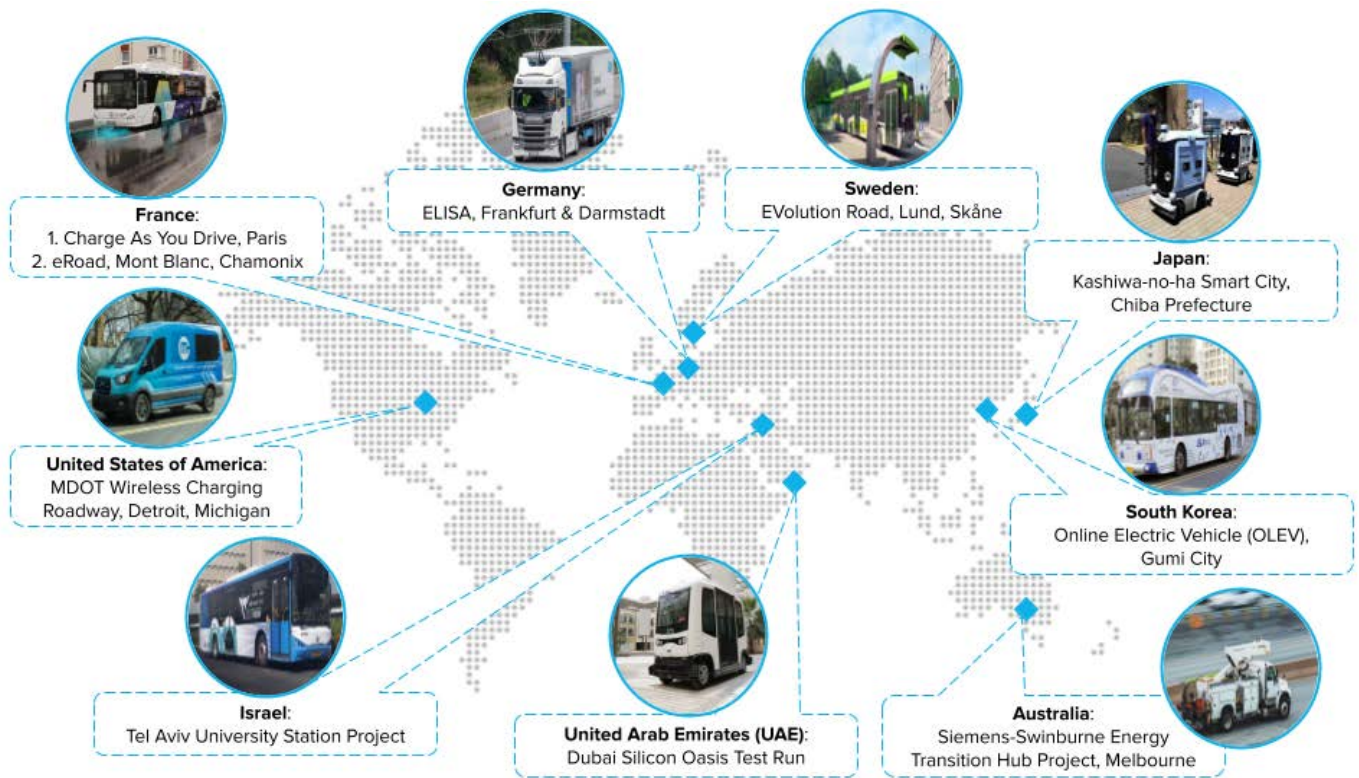 France:
1. Charge As You Drive, Paris
2. eRoad, Mont Blanc, Chamonix
Germany:
ELISA, Frankfurt & Darmstadt
Sweden:
EVolution Road, Lund, Skåne
Japan:
Kashiwa-no-ha Smart City,
Chiba Prefecture
United States of America:
MDOT Wireless Charging
Roadway, Detroit, Michigan
South Korea:
Online Electric Vehicle (OLEV),
Gumi City
Israel:
Tel Aviv University Station Project
United Arab Emirates (UAE):
Dubai Silicon Oasis Test Run
Australia:
Siemens-Swinburne Energy
Transition Hub Project, Melbourne